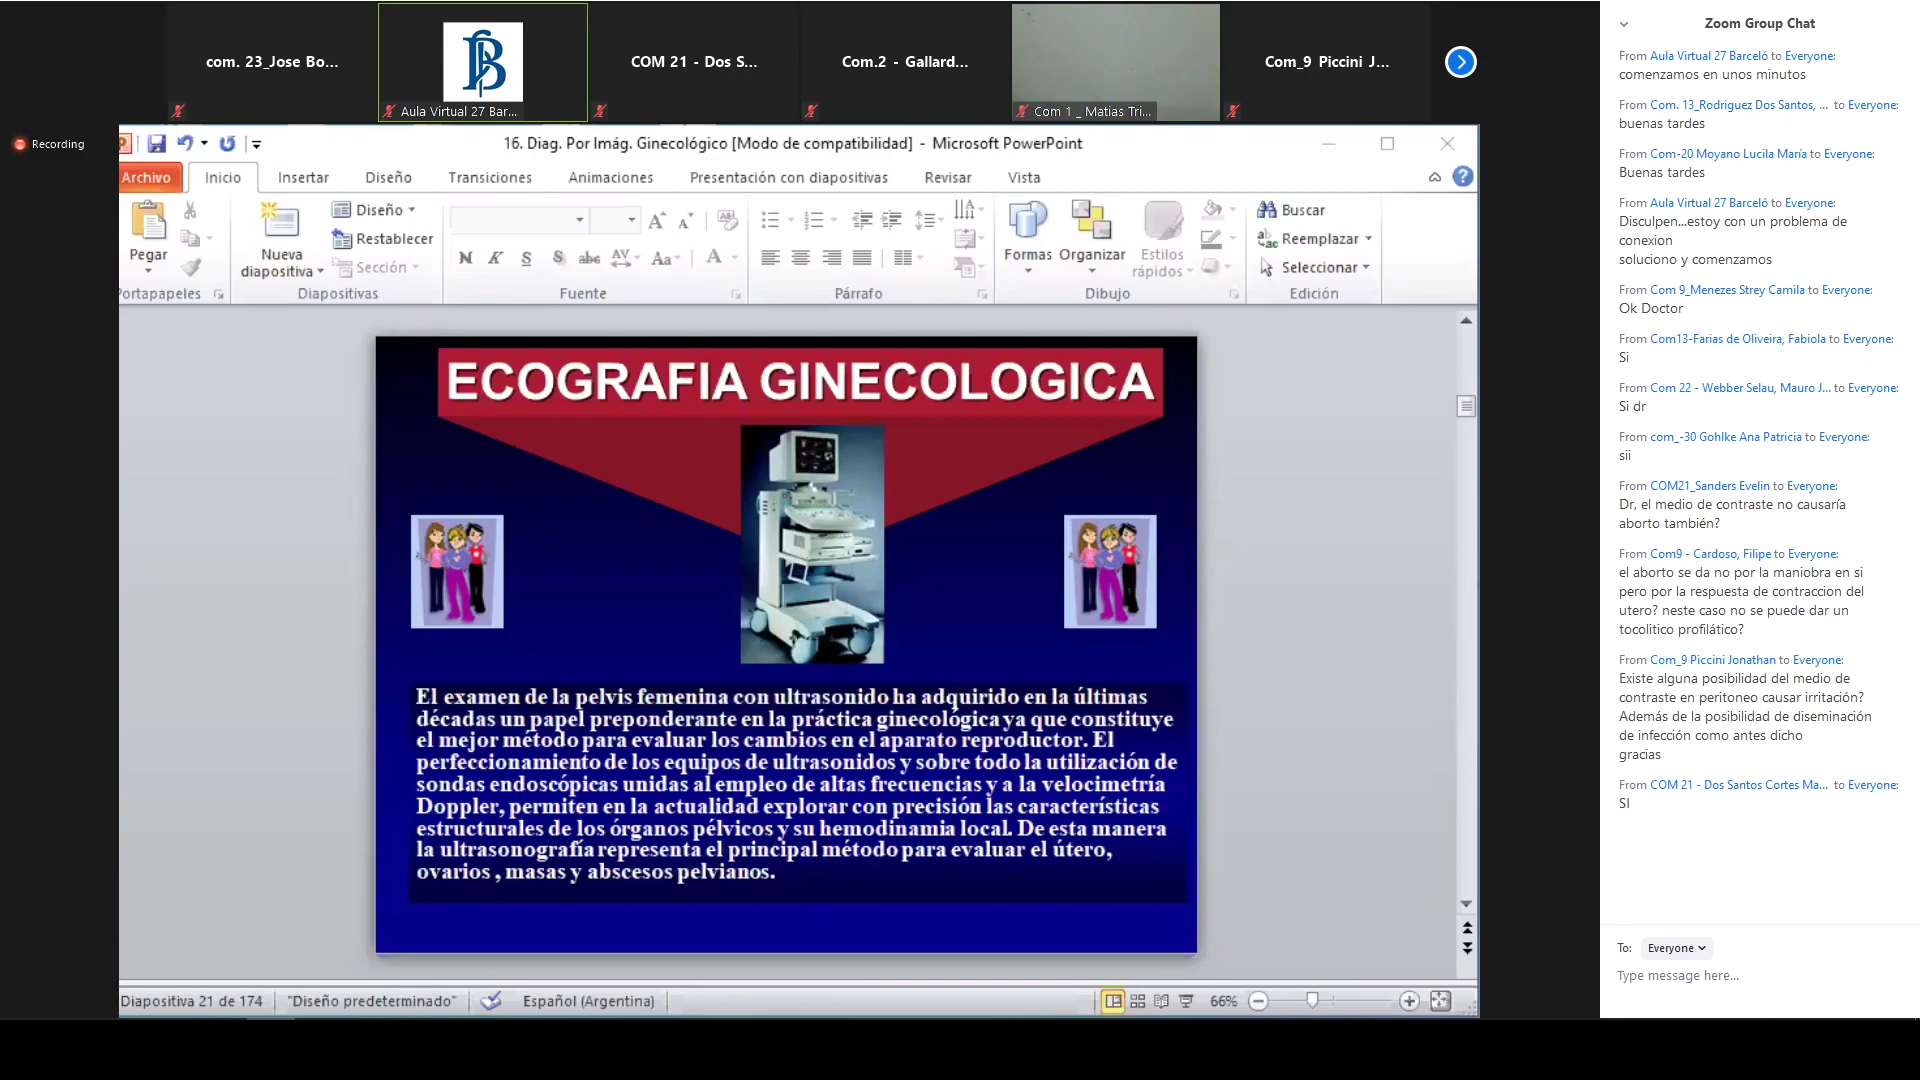 com. 23_Jose Bo...
Aula Virtual 27 Bar...
COM 21 - Dos S...
Com.2 - Gallard...
Com 1 _ Matias Tri...
Com_9 Piccini J...
Recording
16. Diag. Por Imág. Ginecológico [Modo de compatibilidad] - Microsoft PowerPoint
Archivo
Inicio
Insertar
Diseño
Transiciones
Animaciones
Presentación con diapositivas
Revisar
Vista
Pegar
Nueva
diapositiva
Diseño
Restablecer
Sección
Formas
Organizar
Estilos
rápidos
Buscar
Reemplazar
Seleccionar
Portapapeles
Diapositivas
Fuente
Párrafo
Dibujo
Edición
ECOGRAFIA GINECOLOGICA
El examen de la pelvis femenina con ultrasonido ha adquirido en la últimas
décadas un papel preponderante en la práctica ginecológica ya que constituye
el mejor método para evaluar los cambios en el aparato reproductor. El
perfeccionamiento de los equipos de ultrasonidos y sobre todo la utilización de
sondas endoscópicas unidas al empleo de altas frecuencias y a la velocimetría
Doppler, permiten en la actualidad explorar con precisión las características
estructurales de los órganos pélvicos y su hemodinamia local. De esta manera
la ultrasonografía representa el principal método para evaluar el útero,
ovarios , masas y abscesos pelvianos.
Diapositiva 21 de 174
"Diseño predeterminado"
Español (Argentina)
66%
Zoom Group Chat
From Aula Virtual 27 Barceló to Everyone:
comenzamos en unos minutos
From Com. 13_Rodriguez Dos Santos, ... to Everyone:
buenas tardes
From Com-20 Moyano Lucila María to Everyone:
Buenas tardes
From Aula Virtual 27 Barceló to Everyone:
Disculpen...estoy con un problema de
conexion
soluciono y comenzamos
From Com 9_Menezes Strey Camila to Everyone:
Ok Doctor
From Com13-Farias de Oliveira, Fabiola to Everyone:
Si
From Com 22 - Webber Selau, Mauro J... to Everyone:
Si dr
From com_-30 Gohlke Ana Patricia to Everyone:
sii
From COM21_Sanders Evelin to Everyone:
Dr, el medio de contraste no causaría
aborto también?
From Com9 - Cardoso, Filipe to Everyone:
el aborto se da no por la maniobra en si
pero por la respuesta de contraccion del
utero? neste caso no se puede dar un
tocolitico profilático?
From Com_9 Piccini Jonathan to Everyone:
Existe alguna posibilidad del medio de
contraste en peritoneo causar irritación?
Además de la posibilidad de diseminación
de infección como antes dicho
gracias
From COM 21 - Dos Santos Cortes Ma... to Everyone:
SI
To: Everyone
Type message here...